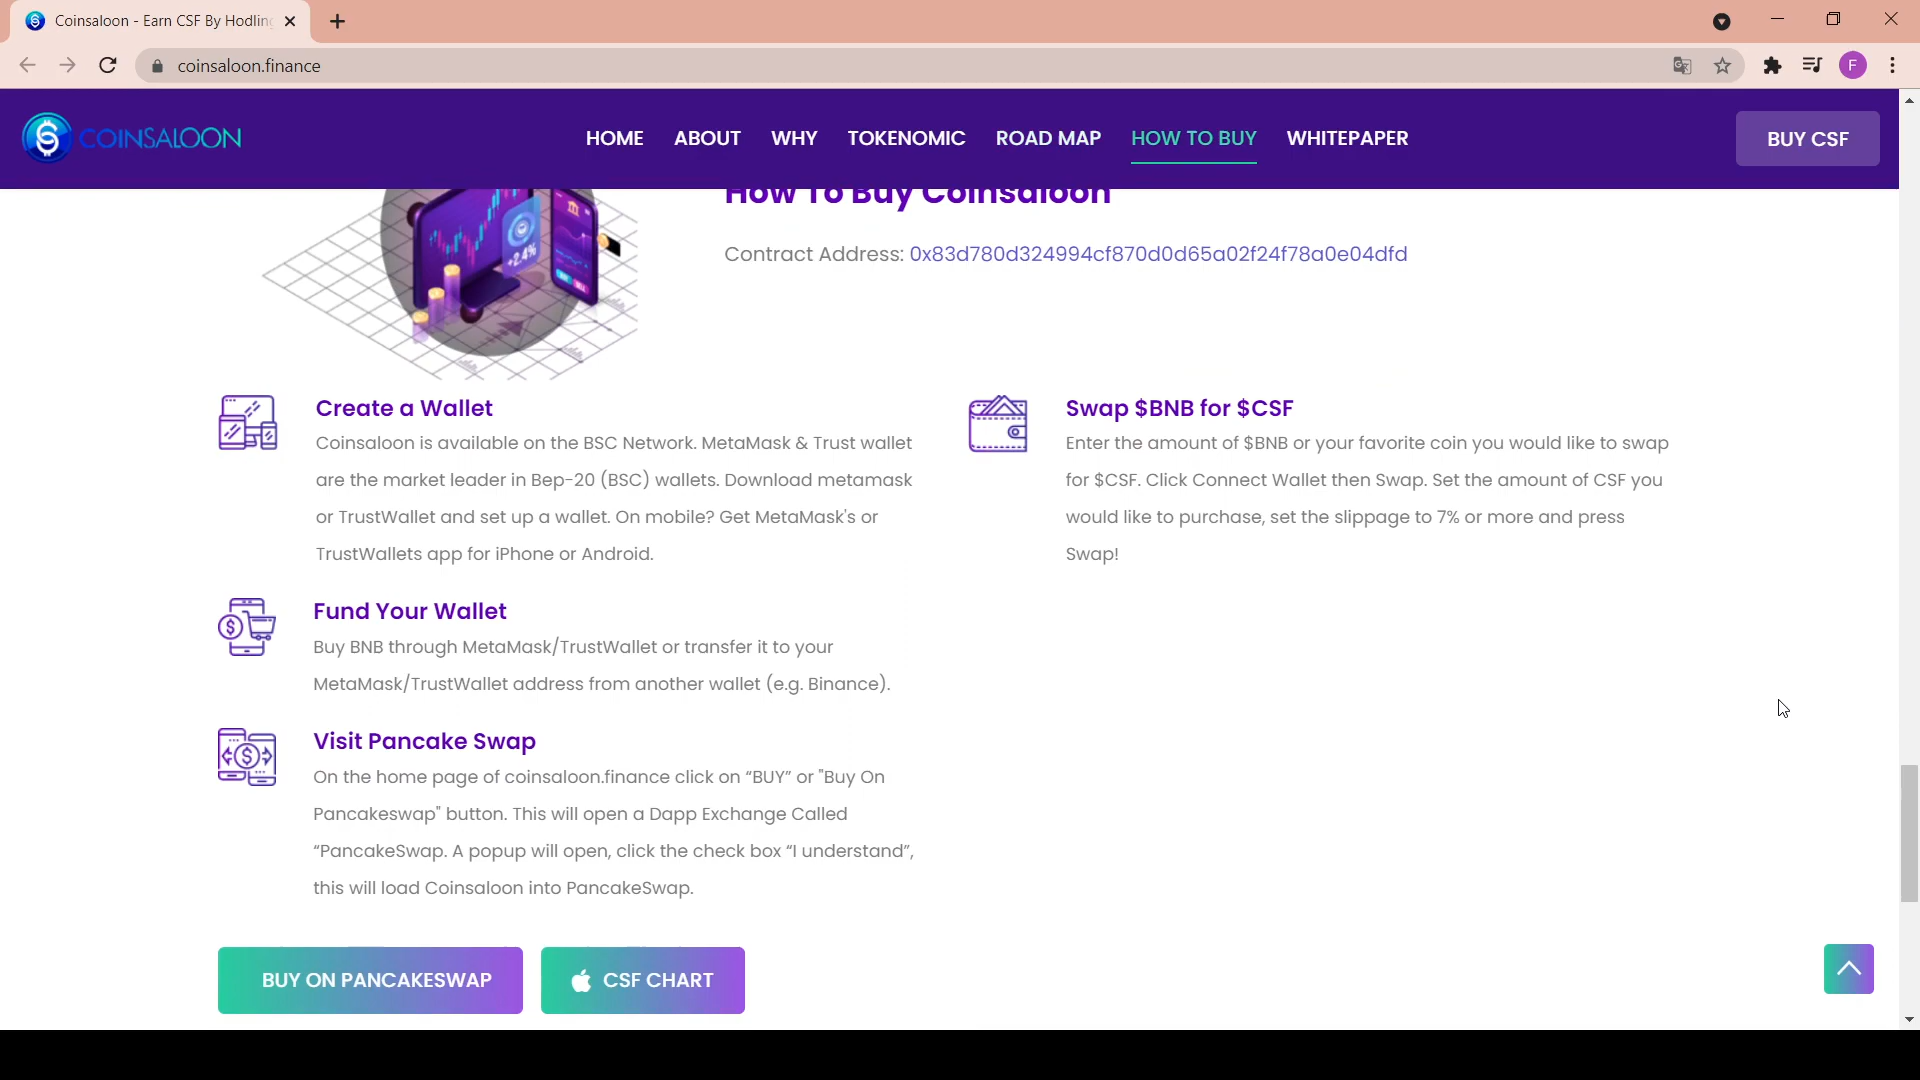 Coinsaloon - Earn CSF By Hodling
coinsaloon.finance
F
COINSALOON
HOME ABOUT WHY TOKENOMIC ROAD MAP HOW TO BUY WHITEPAPER
BUY CSF
How To Buy Coinsaloon
+2.4%
Contract Address: 0x83d780d324994cf870d0d65a02f24f78a0e04dfd
Create a Wallet
Coinsaloon is available on the BSC Network. MetaMask & Trust wallet
are the market leader in Bep-20 (BSC) wallets. Download metamask
or TrustWallet and set up a wallet. On mobile? Get MetaMask's or
TrustWallets app for iPhone or Android.
Swap $BNB for $CSF
Enter the amount of $BNB or your favorite coin you would like to swap
for $CSF. Click Connect Wallet then Swap. Set the amount of CSF you
would like to purchase, set the slippage to 7% or more and press
Swap!
Fund Your Wallet
Buy BNB through MetaMask/TrustWallet or transfer it to your
MetaMask/TrustWallet address from another wallet (e.g. Binance).
Visit Pancake Swap
On the home page of coinsaloon.finance click on “BUY” or "Buy On
Pancakeswap" button. This will open a Dapp Exchange Called
“PancakeSwap. A popup will open, click the check box “I understand”,
this will load Coinsaloon into PancakeSwap.
BUY ON PANCAKESWAP
CSF CHART